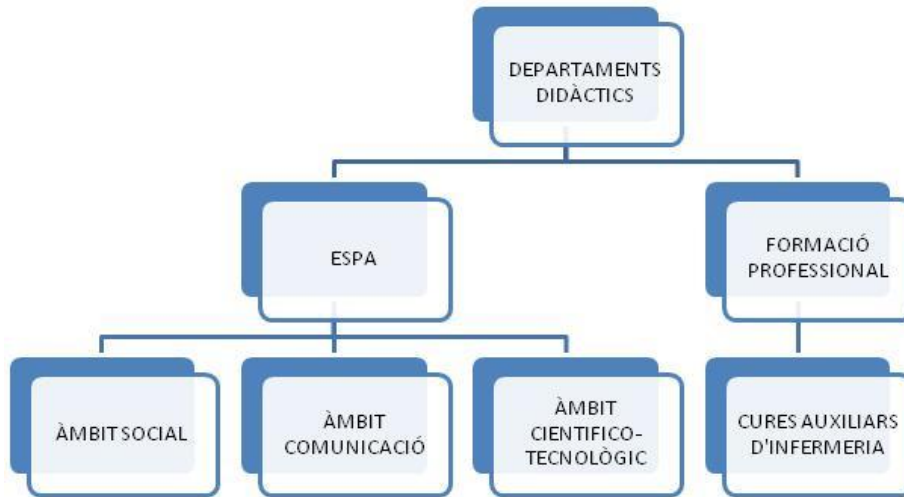 DEPARTAMENTS
DIDÀCTICS
ESPA
FORMACIÓ
PROFESSIONAL
ÀMBIT SOCIAL
ÀMBIT
COMUNICACIÓ
ÀMBIT
CIENTIFICO-
TECNOLÒGIC
CURES AUXILIARS
D'INFERMERIA